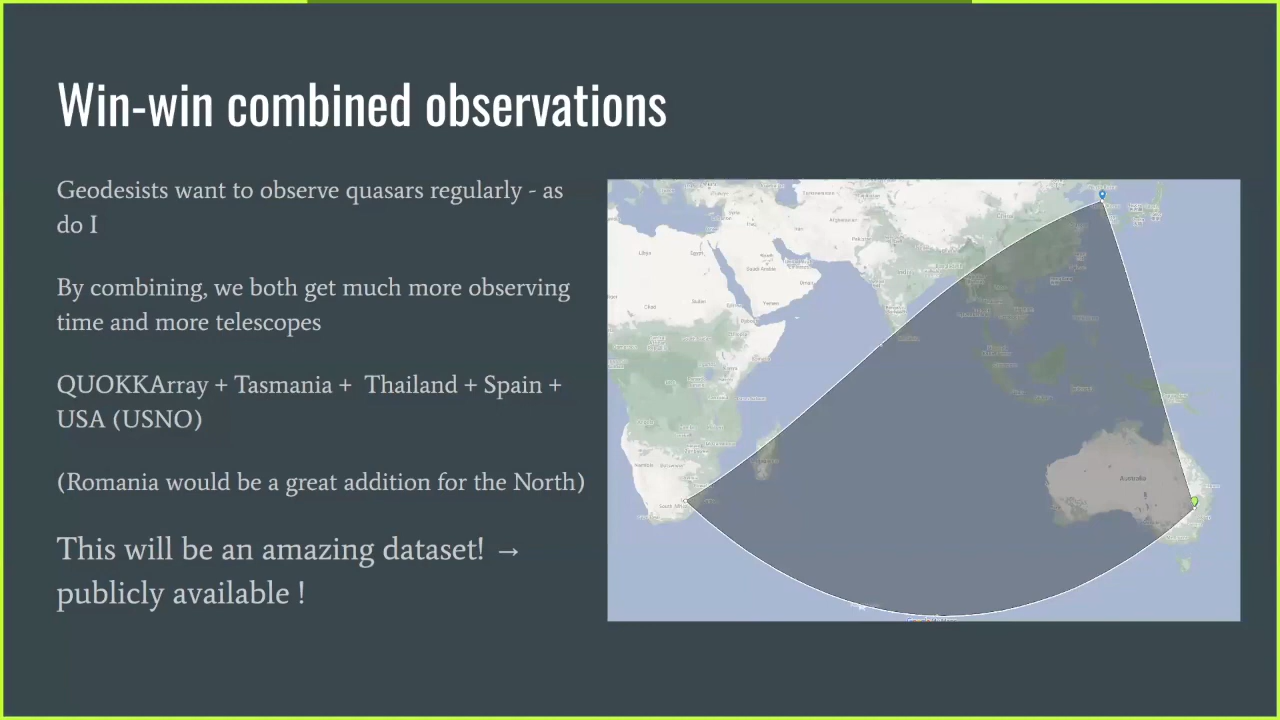 Win-win combined observations
Geodesists want to observe quasars regularly - as
do I
By combining, we both get much more observing
time and more telescopes
QUOKKArray + Tasmania + Thailand + Spain +
USA (USNO)
(Romania would be a great addition for the North)
This will be an amazing dataset! →
publicly available !
Australia